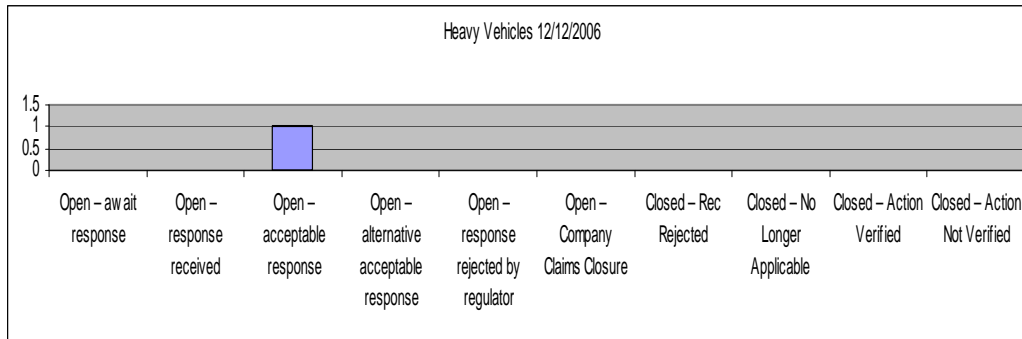 Heavy Vehicles 12/12/2006
1.5
1
0.5
0
Open – await response
Open – response received
Open – acceptable response
Open – alternative acceptable response
Open – response rejected by regulator
Open – Company Claims Closure
Closed – Rec Rejected
Closed – No Longer Applicable
Closed – Action Verified
Closed – Action Not Verified